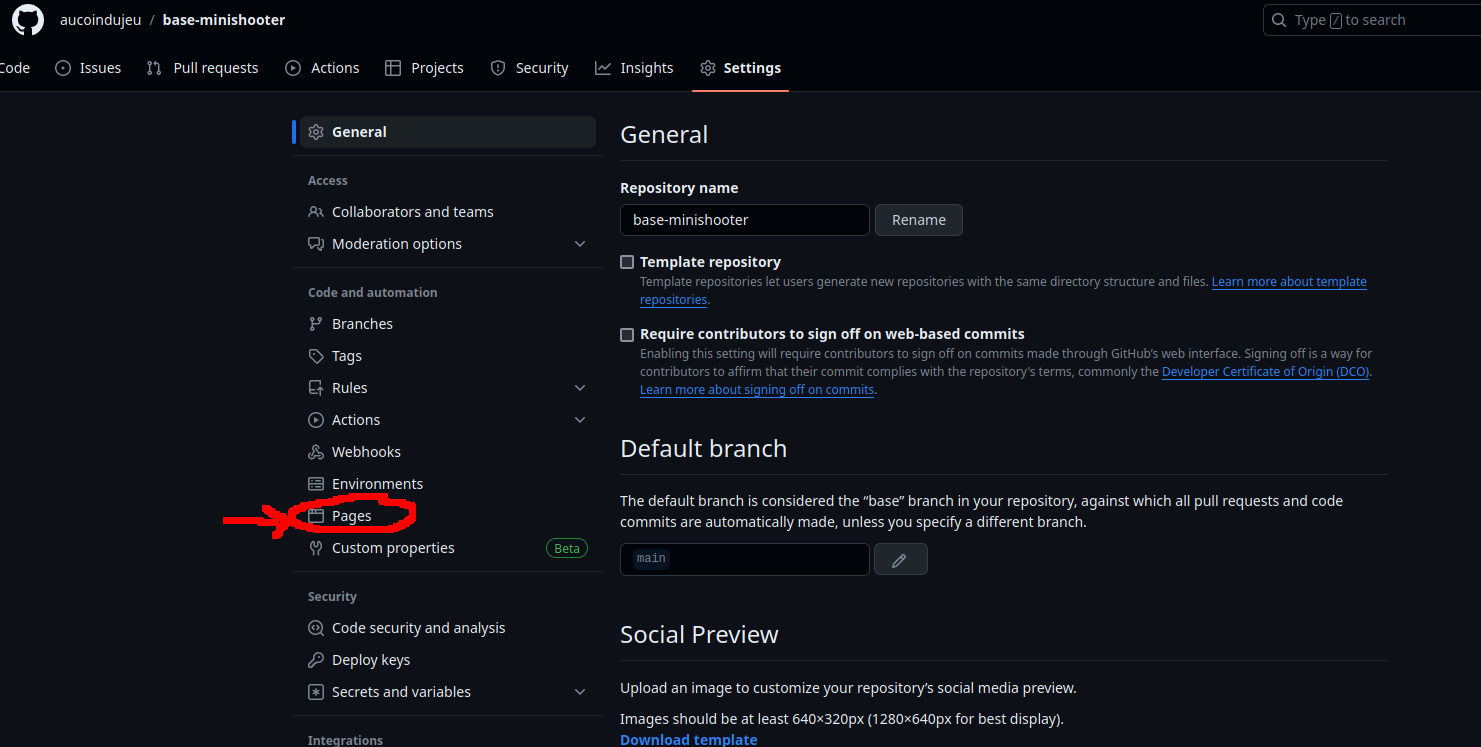 aucoindujeu / base-minishooter
Type / to search
Code
Issues
Pull requests
Actions
Projects
Security
Insights
Settings
General
Access
Collaborators and teams
Moderation options
Code and automation
Branches
Tags
Rules
Actions
Webhooks
Environments
Pages
Custom properties
Beta
Security
Code security and analysis
Deploy keys
Secrets and variables
Integrations
General
Repository name
base-minishooter
Rename
Template repository
Template repositories let users generate new repositories with the same directory structure and files. Learn more about template
repositories.
Require contributors to sign off on web-based commits
Enabling this setting will require contributors to sign off on commits made through GitHub’s web interface. Signing off is a way for
contributors to affirm that their commit complies with the repository's terms, commonly the Developer Certificate of Origin (DCO).
Learn more about signing off on commits.
Default branch
The default branch is considered the “base” branch in your repository, against which all pull requests and code
commits are automatically made, unless you specify a different branch.
main
Social Preview
Upload an image to customize your repository’s social media preview.
Images should be at least 640×320px (1280×640px for best display).
Download template